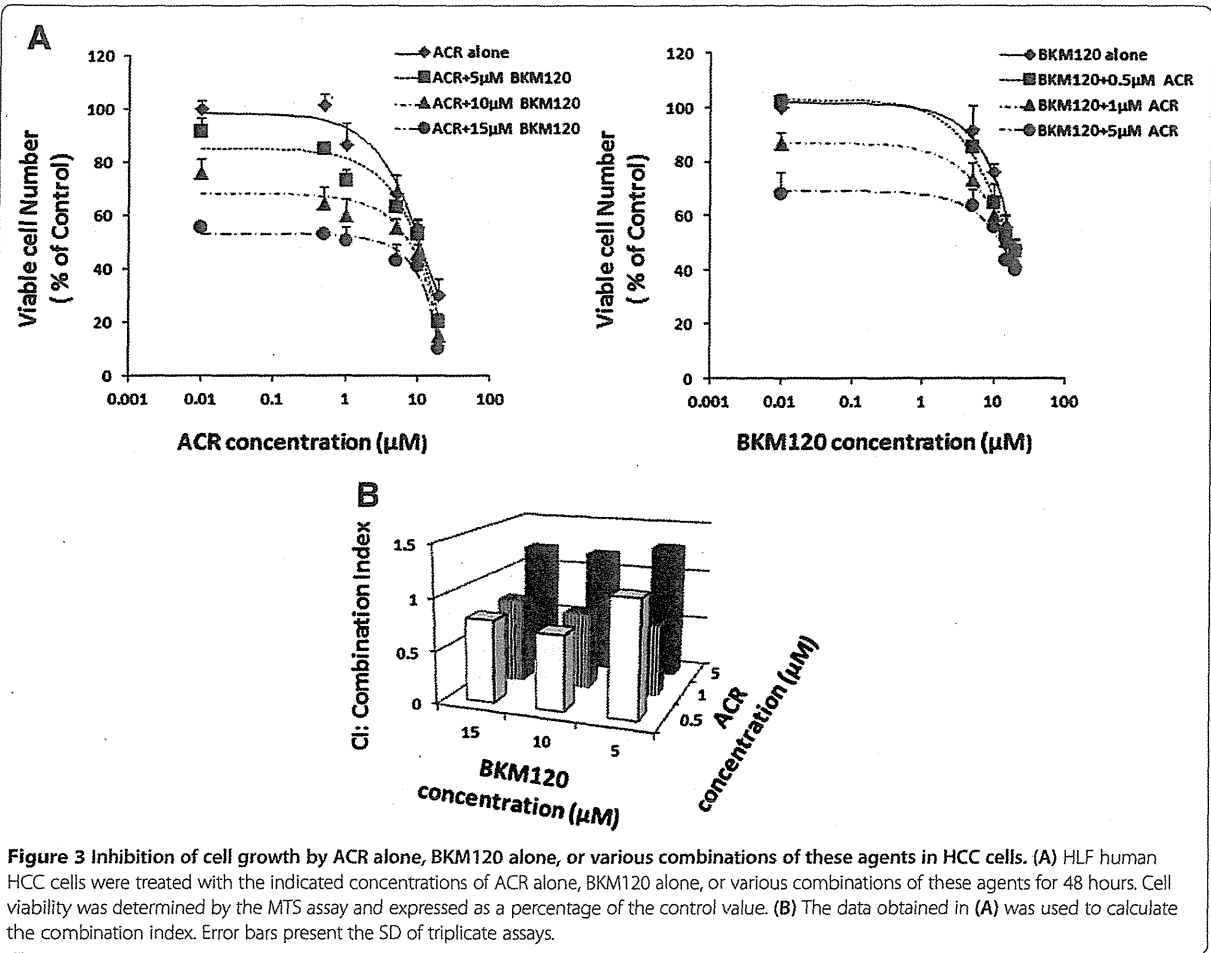 A
120
100
80
60
40
20
0
0.001
0.01
0.1
1
10
100
Viable cell Number
( % of Control)
ACR concentration (µM)
ACR alone
ACR+5µM BKM120
ACR+10µM BKM120
ACR+15µM BKM120
120
100
80
60
40
20
0
0.001
0.01
0.1
1
10
100
Viable cell Number
( % of Control)
BKM120 concentration (µM)
BKM120 alone
BKM120+0.5µM ACR
BKM120+1µM ACR
BKM120+5µM ACR
B
CI: Combination Index
1.5
1
0.5
0
15
10
5
BKM120
concentration (µM)
5
1
0.5
ACR
concentration (µM)
Figure 3 Inhibition of cell growth by ACR alone, BKM120 alone, or various combinations of these agents in HCC cells. (A) HLF human
HCC cells were treated with the indicated concentrations of ACR alone, BKM120 alone, or various combinations of these agents for 48 hours. Cell
viability was determined by the MTS assay and expressed as a percentage of the control value. (B) The data obtained in (A) was used to calculate
the combination index. Error bars present the SD of triplicate assays.